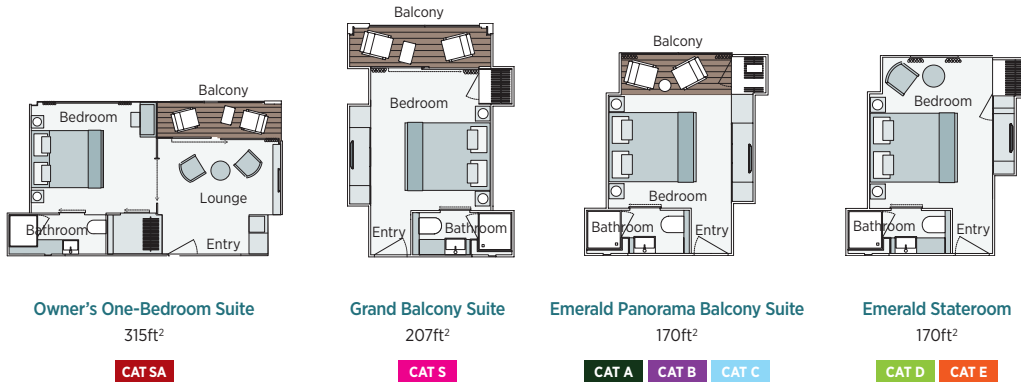 Balcony
Bedroom
Lounge
Bathroom
Entry
Owner's One-Bedroom Suite
315ft²
CAT SA
Balcony
Bedroom
Entry
Bathroom
Grand Balcony Suite
207ft²
CAT S
Balcony
Bedroom
Bathroom
Entry
Emerald Panorama Balcony Suite
170ft²
CAT A
CAT B
CAT C
Bedroom
Bathroom
Entry
Emerald Stateroom
170ft²
CAT D
CAT E